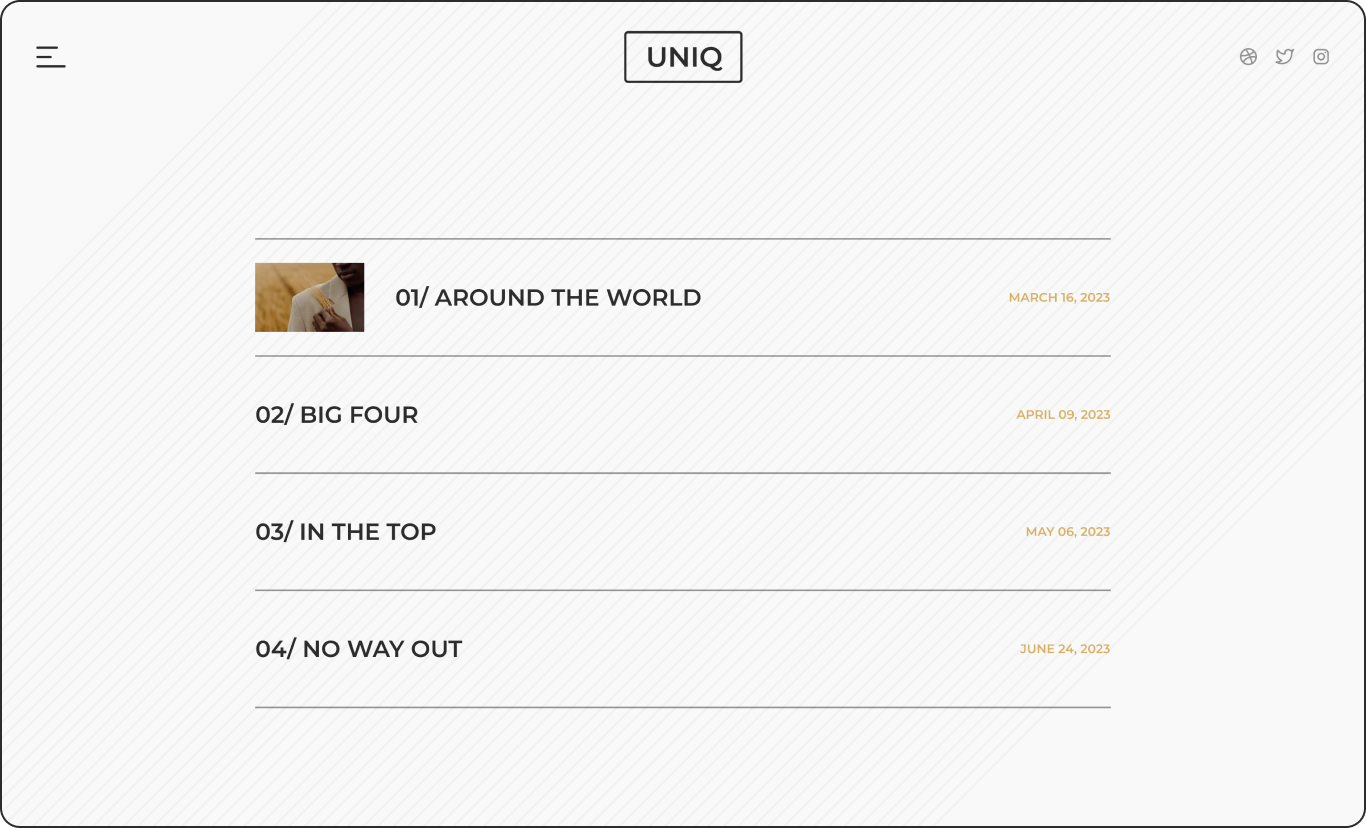 UNIQ
01/ AROUND THE WORLD
MARCH 16, 2023
02/ BIG FOUR
APRIL 09, 2023
03/ IN THE TOP
MAY 06, 2023
04/ NO WAY OUT
JUNE 24, 2023